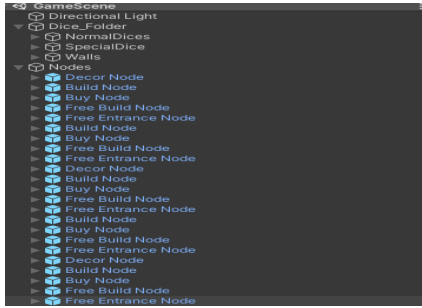 GameScene
Directional Light
Dice_Folder
NormalDices
SpecialDice
Walls
Nodes
Decor Node
Build Node
Buy Node
Free Build Node
Free Entrance Node
Build Node
Buy Node
Free Build Node
Free Entrance Node
Decor Node
Build Node
Buy Node
Free Build Node
Free Entrance Node
Build Node
Buy Node
Free Build Node
Free Entrance Node
Decor Node
Build Node
Buy Node
Free Build Node
Free Entrance Node